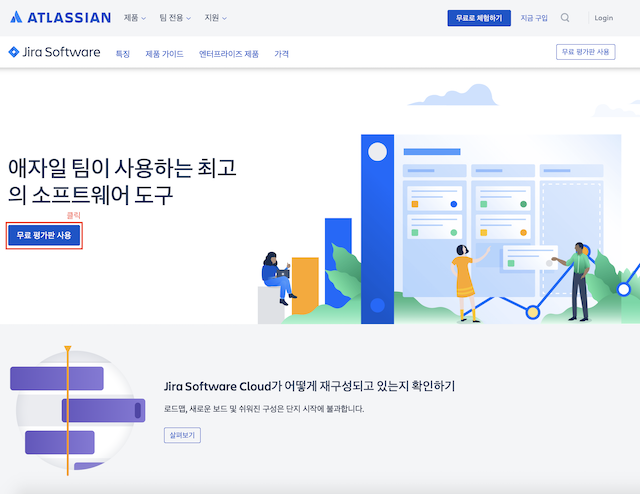 ATLASSIAN 제품 팀 전용 지원 무료로 체험하기 지금 구입 Login
Jira Software 특징 제품 가이드 엔터프라이즈 제품 가격 무료 평가판 사용
애자일 팀이 사용하는 최고
의 소프트웨어 도구
클릭
무료 평가판 사용
Jira Software Cloud가 어떻게 재구성되고 있는지 확인하기
로드맵, 새로운 보드 및 쉬워진 구성은 단지 시작에 불과합니다.
살펴보기